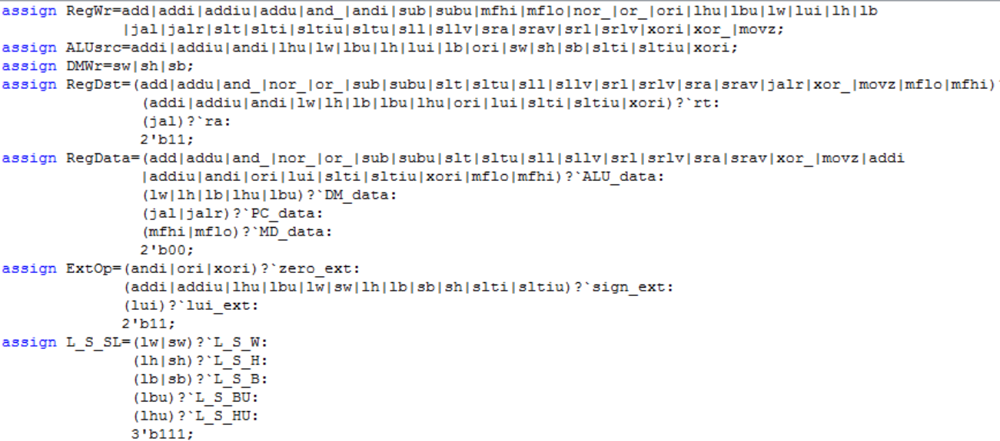 assign RegWr=add|addi|addiu|addu|and_|andi|sub|subu|mfhi|mflo|nor_|or_|ori|lhu|lbu|lw|lui|lh|lb
|jal|jalr|slt|slti|sltiu|sltu|sll|sllv|sra|srav|srl|srlv|xori|xor_|movz;
assign ALUsrc=addi|addiu|andi|lhu|lw|lbu|lh|lui|lb|ori|sw|sh|sb|slti|sltiu|xori;
assign DMWr=sw|sh|sb;
assign RegDst=(add|addu|and_|nor_|or_|sub|subu|slt|sltu|sll|sllv|srl|srlv|sra|srav|jalr|xor_|movz|mflo|mfhi)
(addi|addiu|andi|lw|lh|lb|lbu|lhu|ori|lui|slti|sltiu|xori)?`rt:
(jal)?`ra:
2'b11;
assign RegData=(add|addu|and_|nor_|or_|sub|subu|slt|sltu|sll|sllv|srl|srlv|sra|srav|xor_|movz|addi
|addiu|andi|ori|lui|slti|sltiu|xori|mflo|mfhi)?`ALU_data:
(lw|lh|lb|lhu|lbu)?`DM_data:
(jal|jalr)?`PC_data:
(mfhi|mflo)?`MD_data:
2'b00;
assign ExtOp=(andi|ori|xori)?`zero_ext:
(addi|addiu|lhu|lbu|lw|sw|lh|lb|sb|sh|slti|sltiu)?`sign_ext:
(lui)?`lui_ext:
2'b11;
assign L_S_SL=(lw|sw)?`L_S_W:
(lh|sh)?`L_S_H:
(lb|sb)?`L_S_B:
(lbu)?`L_S_BU:
(lhu)?`L_S_HU:
3'b111;